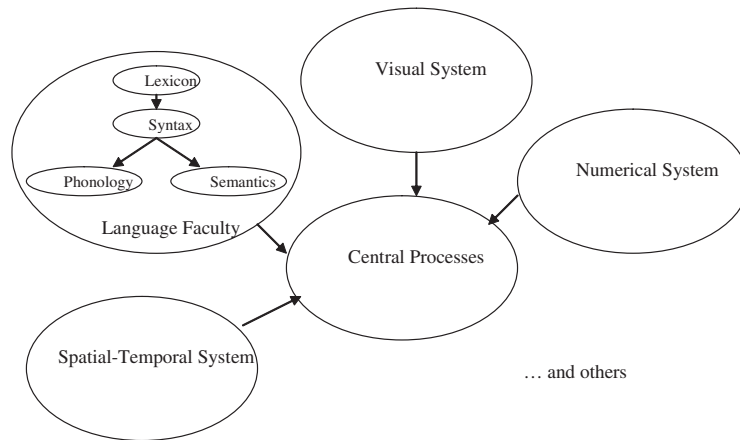 Lexicon
Syntax
Phonology
Semantics
Language Faculty
Visual System
Numerical System
Central Processes
Spatial-Temporal System
… and others